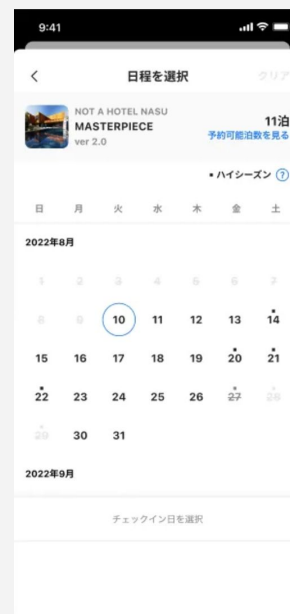 9:41
日程を選択
クリア
NOT A HOTEL NASU
MASTERPIECE
ver 2.0
11泊
予約可能泊数を見る
• ハイシーズン ?
日 月 火 水 木 金 土
2022年8月
1 2 3 4 5 6 7
8 9 10 11 12 13 14
15 16 17 18 19 20 21
22 23 24 25 26 27 28
29 30 31
2022年9月
チェックイン日を選択